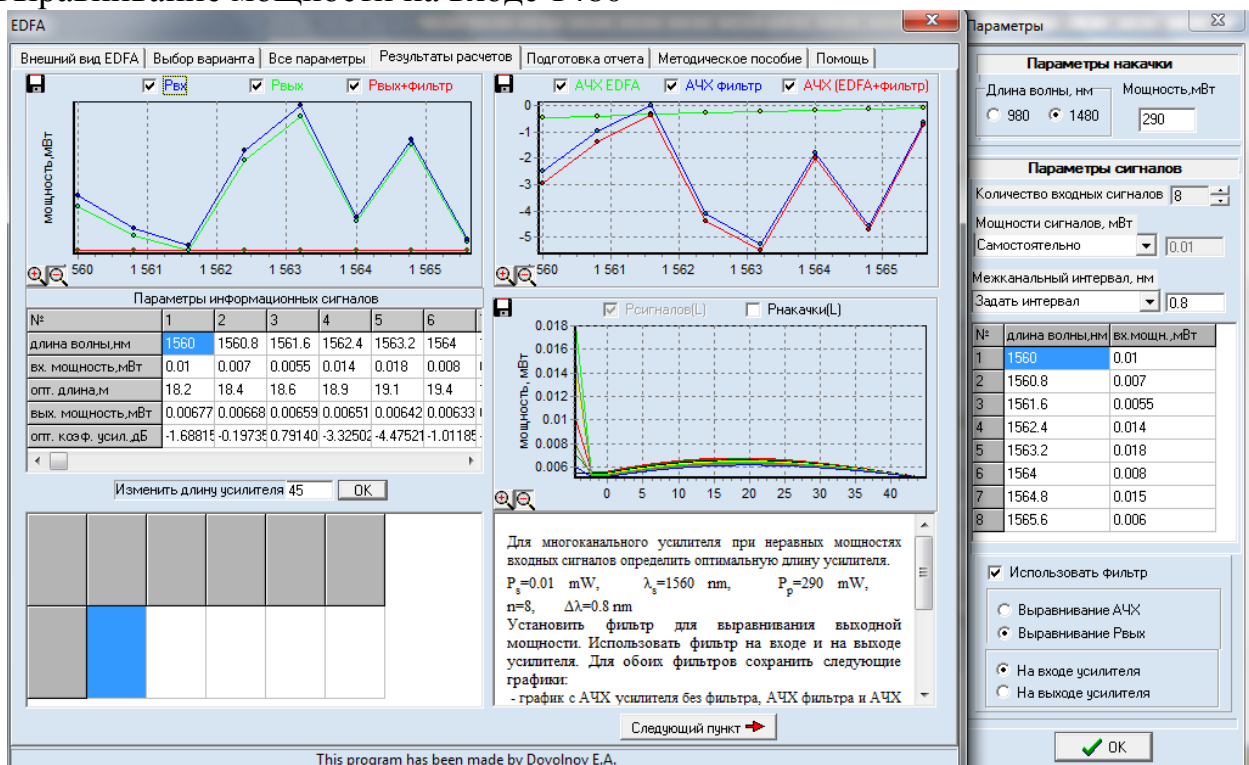 Выравнивание мощности на входе 1480
EDFA
Внешний вид EDFA Выбор варианта Все параметры Результаты расчетов Подготовка отчета Методическое пособие Помощь
Рвх Рвых Рвых+фильтр
мощность,мВт
560 1 561 1 562 1 563 1 564 1 565
АЧХ EDFA АЧХ фильтр АЧХ (EDFA+фильтр)
0
-1
-2
-3
-4
-5
560 1 561 1 562 1 563 1 564 1 565
Параметры информационных сигналов
№ 1 2 3 4 5 6
длина волны,нм 1560 1560.8 1561.6 1562.4 1563.2 1564
вх. мощность,мВт 0.01 0.007 0.0055 0.014 0.018 0.008
опт. длина,м 18.2 18.4 18.6 18.9 19.1 19.4
вых. мощность,мВт 0.00677 0.00668 0.00659 0.00651 0.00642 0.00633
опт. коэф. усил.,дБ -1.68815 -0.19735 0.79140 -3.32502 -4.47521 -1.01185
Изменить длину усилителя 45 OK
Рсигналов(L) Рнакачки(L)
мощность, мВт
0.018
0.016
0.014
0.012
0.01
0.008
0.006
0 5 10 15 20 25 30 35 40
Для многоканального усилителя при неравных мощностях
входных сигналов определить оптимальную длину усилителя.
Ps=0.01 mW, λs=1560 nm, Pp=290 mW,
n=8, Δλ=0.8 nm
Установить фильтр для выравнивания выходной
мощности. Использовать фильтр на входе и на выходе
усилителя. Для обоих фильтров сохранить следующие
графики:
- график с АЧХ усилителя без фильтра, АЧХ фильтра и АЧХ
Следующий пункт
This program has been made by Dovolnov E.A.
Параметры
Параметры накачки
Длина волны, нм Мощность,мВт
980 1480 290
Параметры сигналов
Количество входных сигналов 8
Мощности сигналов, мВт
Самостоятельно 0.01
Межканальный интервал, нм
Задать интервал 0.8
№ длина волны,нм вх.мощн.,мВт
1 1560 0.01
2 1560.8 0.007
3 1561.6 0.0055
4 1562.4 0.014
5 1563.2 0.018
6 1564 0.008
7 1564.8 0.015
8 1565.6 0.006
Использовать фильтр
Выравнивание АЧХ
Выравнивание Рвых
На входе усилителя
На выходе усилителя
OK